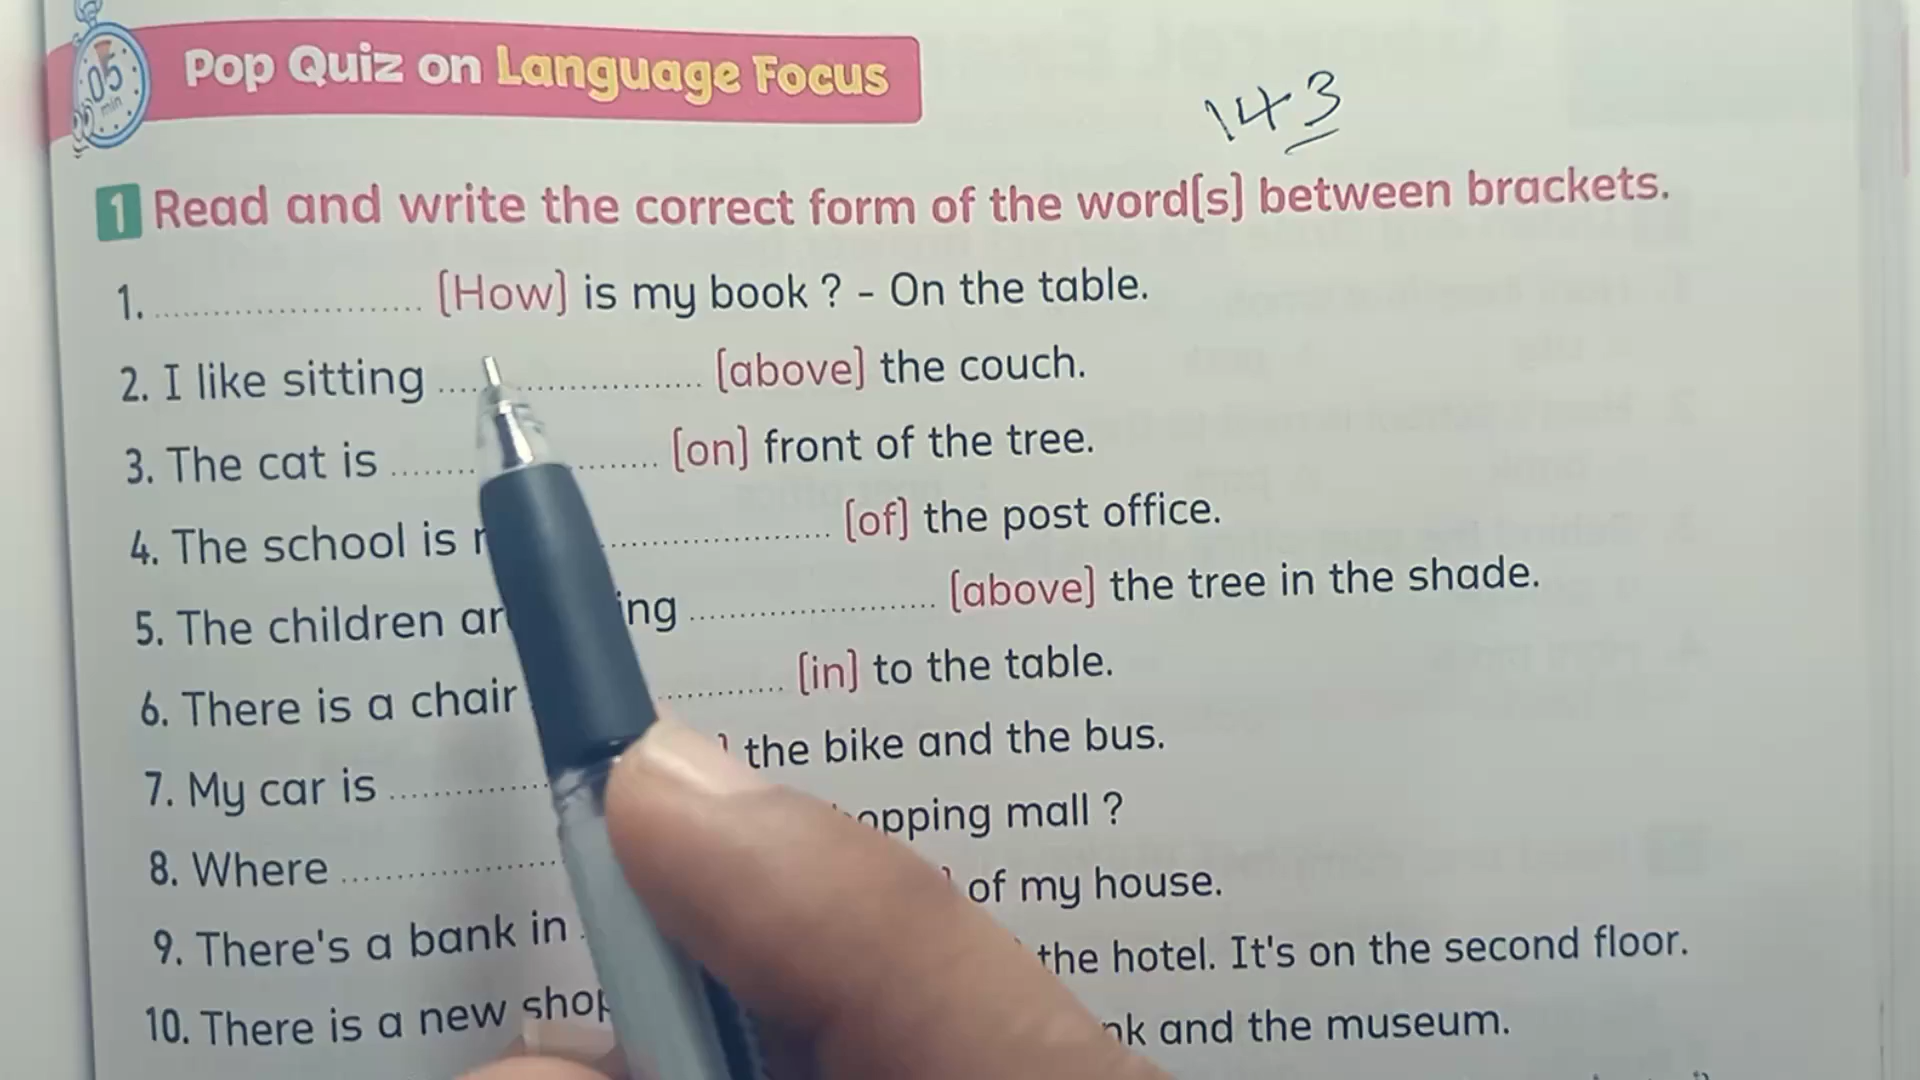 05
min
Pop Quiz on Language Focus
143
1 Read and write the correct form of the word(s) between brackets.
1. ........................ (How) is my book ? - On the table.
2. I like sitting ........................ (above) the couch.
3. The cat is ........................ (on) front of the tree.
4. The school is ........................ (of) the post office.
5. The children ........................ (above) the tree in the shade.
6. There is a chair ........................ (in) to the table.
7. My car is ........................ the bike and the bus.
8. Where ........................ mall ?
9. There's a bank in ........................ of my house.
the hotel. It's on the second floor.
10. There is a new and the museum.